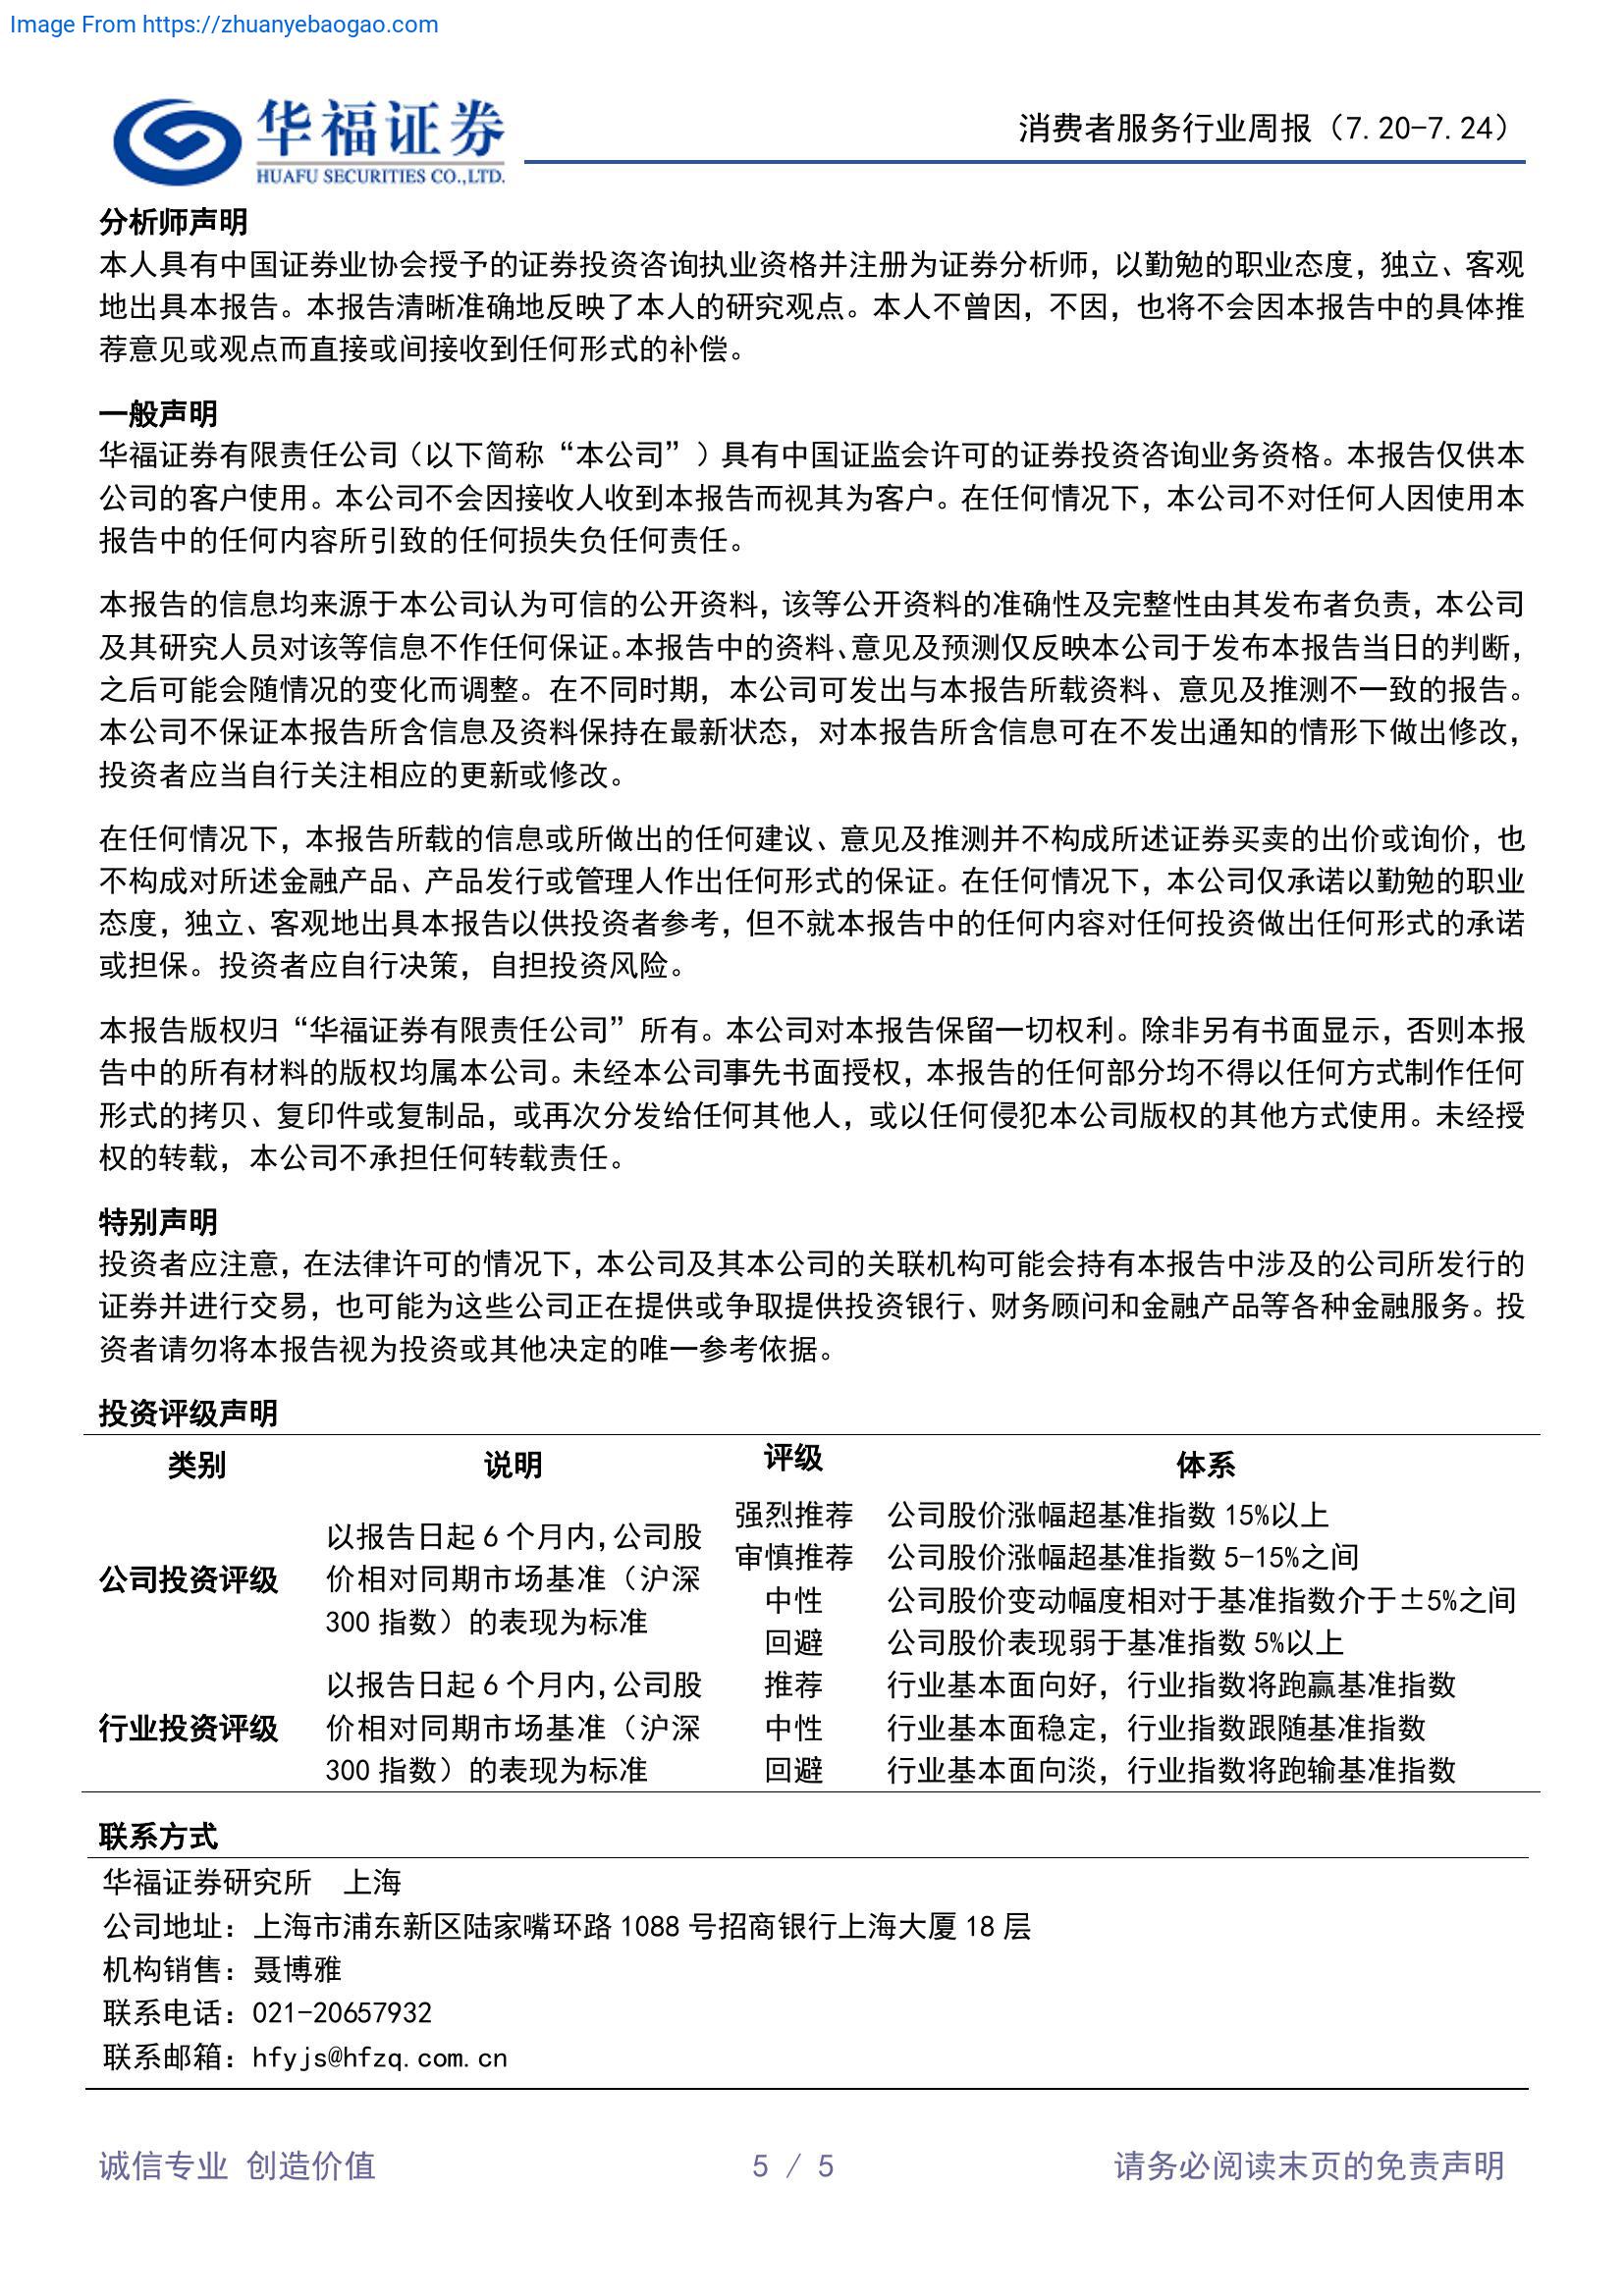 Image From https://zhuanyebaogao.com
华福证券
HUAFU SECURITIES CO.,LTD.
消费者服务行业周报（7.20-7.24）
分析师声明
本人具有中国证券业协会授予的证券投资咨询执业资格并注册为证券分析师，以勤勉的职业态度，独立、客观
地出具本报告。本报告清晰准确地反映了本人的研究观点。本人不曾因，不因，也将不会因本报告中的具体推
荐意见或观点而直接或间接收到任何形式的补偿。
一般声明
华福证券有限责任公司（以下简称“本公司”）具有中国证监会许可的证券投资咨询业务资格。本报告仅供本
公司的客户使用。本公司不会因接收人收到本报告而视其为客户。在任何情况下，本公司不对任何人因使用本
报告中的任何内容所引致的任何损失负任何责任。
本报告的信息均来源于本公司认为可信的公开资料，该等公开资料的准确性及完整性由其发布者负责，本公司
及其研究人员对该等信息不作任何保证。本报告中的资料、意见及预测仅反映本公司于发布本报告当日的判断，
之后可能会随情况的变化而调整。在不同时期，本公司可发出与本报告所载资料、意见及推测不一致的报告。
本公司不保证本报告所含信息及资料保持在最新状态，对本报告所含信息可在不发出通知的情形下做出修改，
投资者应当自行关注相应的更新或修改。
在任何情况下，本报告所载的信息或所做出的任何建议、意见及推测并不构成所述证券买卖的出价或询价，也
不构成对所述金融产品、产品发行或管理人作出任何形式的保证。在任何情况下，本公司仅承诺以勤勉的职业
态度，独立、客观地出具本报告以供投资者参考，但不就本报告中的任何内容对任何投资做出任何形式的承诺
或担保。投资者应自行决策，自担投资风险。
本报告版权归“华福证券有限责任公司”所有。本公司对本报告保留一切权利。除非另有书面显示，否则本报
告中的所有材料的版权均属本公司。未经本公司事先书面授权，本报告的任何部分均不得以任何方式制作任何
形式的拷贝、复印件或复制品，或再次分发给任何其他人，或以任何侵犯本公司版权的其他方式使用。未经授
权的转载，本公司不承担任何转载责任。
特别声明
投资者应注意，在法律许可的情况下，本公司及其本公司的关联机构可能会持有本报告中涉及的公司所发行的
证券并进行交易，也可能为这些公司正在提供或争取提供投资银行、财务顾问和金融产品等各种金融服务。投
资者请勿将本报告视为投资或其他决定的唯一参考依据。
投资评级声明
类别 说明 评级 体系
公司投资评级
以报告日起 6 个月内，公司股
价相对同期市场基准（沪深
300 指数）的表现为标准
强烈推荐 公司股价涨幅超基准指数 15%以上
审慎推荐 公司股价涨幅超基准指数 5-15%之间
中性 公司股价变动幅度相对于基准指数介于±5%之间
回避 公司股价表现弱于基准指数 5%以上
行业投资评级
以报告日起 6 个月内，公司股
价相对同期市场基准（沪深
300 指数）的表现为标准
推荐 行业基本面向好，行业指数将跑赢基准指数
中性 行业基本面稳定，行业指数跟随基准指数
回避 行业基本面向淡，行业指数将跑输基准指数
联系方式
华福证券研究所 上海
公司地址：上海市浦东新区陆家嘴环路 1088 号招商银行上海大厦 18 层
机构销售：聂博雅
联系电话：021-20657932
联系邮箱：hfyjs@hfzq.com.cn
诚信专业 创造价值 5 / 5 请务必阅读末页的免责声明